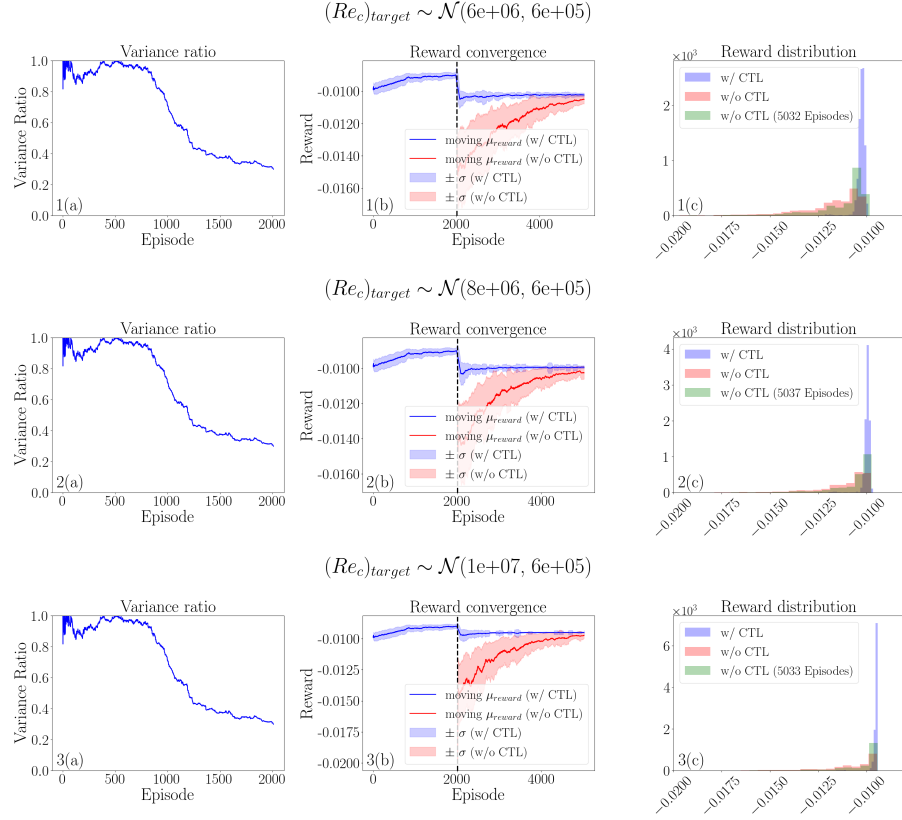 (Re_c)_target ∼ N(6e+06, 6e+05)
Variance ratio
1.0
0.8
0.6
0.4
0.2
0.0
Variance Ratio
1(a)
0 500 1000 1500 2000
Episode
Reward convergence
-0.0100
-0.0120
-0.0140
-0.0160
Reward
moving μ_reward (w/ CTL)
moving μ_reward (w/o CTL)
± σ (w/ CTL)
± σ (w/o CTL)
1(b)
0 2000 4000
Episode
Reward distribution
×10³
2
1
0
w/ CTL
w/o CTL
w/o CTL (5032 Episodes)
1(c)
−0.0200 −0.0175 −0.0150 −0.0125 −0.0100
(Re_c)_target ∼ N(8e+06, 6e+05)
Variance ratio
1.0
0.8
0.6
0.4
0.2
0.0
Variance Ratio
2(a)
0 500 1000 1500 2000
Episode
Reward convergence
-0.0100
-0.0120
-0.0140
-0.0160
Reward
moving μ_reward (w/ CTL)
moving μ_reward (w/o CTL)
± σ (w/ CTL)
± σ (w/o CTL)
2(b)
0 2000 4000
Episode
Reward distribution
×10³
4
3
2
1
0
w/ CTL
w/o CTL
w/o CTL (5037 Episodes)
2(c)
−0.0200 −0.0175 −0.0150 −0.0125 −0.0100
(Re_c)_target ∼ N(1e+07, 6e+05)
Variance ratio
1.0
0.8
0.6
0.4
0.2
0.0
Variance Ratio
3(a)
0 500 1000 1500 2000
Episode
Reward convergence
-0.0100
-0.0125
-0.0150
-0.0175
-0.0200
Reward
moving μ_reward (w/ CTL)
moving μ_reward (w/o CTL)
± σ (w/ CTL)
± σ (w/o CTL)
3(b)
0 2000 4000
Episode
Reward distribution
×10³
6
4
2
0
w/ CTL
w/o CTL
w/o CTL (5033 Episodes)
3(c)
−0.0200 −0.0175 −0.0150 −0.0125 −0.0100